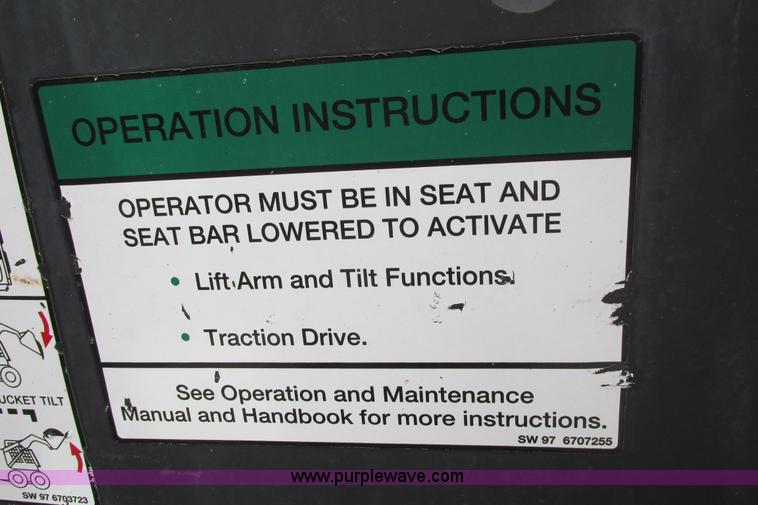 OPERATION INSTRUCTIONS
OPERATOR MUST BE IN SEAT AND
SEAT BAR LOWERED TO ACTIVATE
• Lift Arm and Tilt Functions.
• Traction Drive.
See Operation and Maintenance
Manual and Handbook for more instructions.
SW 97 6707255
UCKET TILT
SW 97 6703723
www.purplewave.com